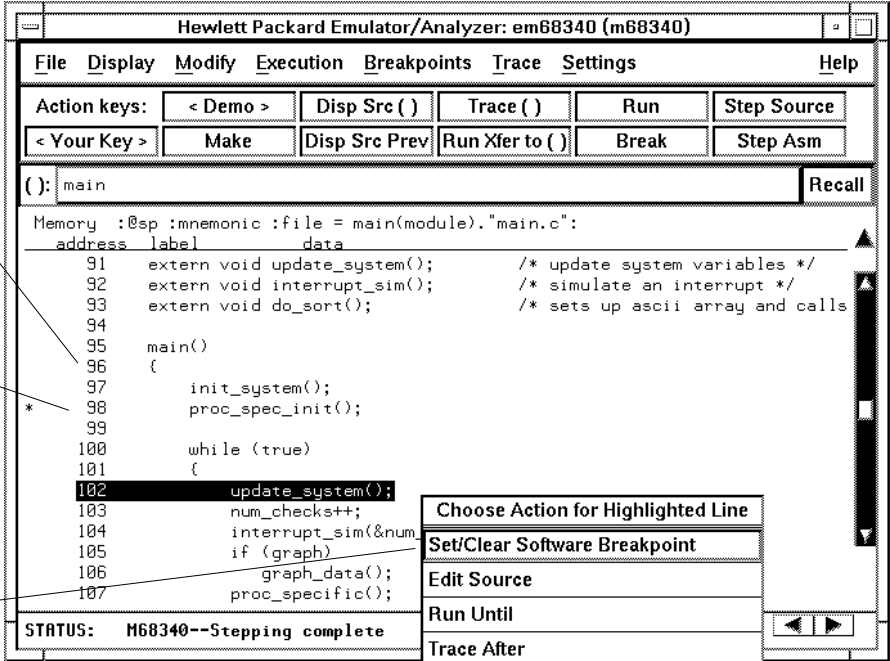 Hewlett Packard Emulator/Analyzer: em68340 (m68340)
File Display Modify Execution Breakpoints Trace Settings Help
Action keys: < Demo > Disp Src ( ) Trace ( ) Run Step Source
< Your Key > Make Disp Src Prev Run Xfer to ( ) Break Step Asm
( ): main Recall
Memory :@sp :mnemonic :file = main(module)."main.c":
address label data
91 extern void update_system(); /* update system variables */
92 extern void interrupt_sim(); /* simulate an interrupt */
93 extern void do_sort(); /* sets up ascii array and calls
94
95 main()
96 {
97 init_system();
* 98 proc_spec_init();
99
100 while (true)
101 {
102 update_system();
103 num_checks++;
104 interrupt_sim(&num_
105 if (graph)
106 graph_data();
107 proc_specific();
Choose Action for Highlighted Line
Set/Clear Software Breakpoint
Edit Source
Run Until
Trace After
STATUS: M68340--Stepping complete